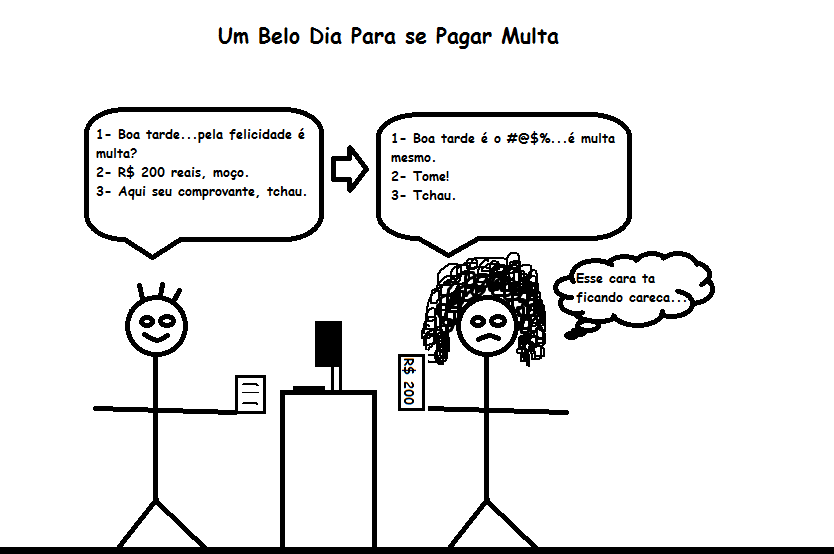 Um Belo Dia Para se Pagar Multa
1- Boa tarde...pela felicidade é
multa?
2- R$ 200 reais, moço.
3- Aqui seu comprovante, tchau.
1- Boa tarde é o #@$%...é multa
mesmo.
2- Tome!
3- Tchau.
Esse cara ta
ficando careca...
R$ 200